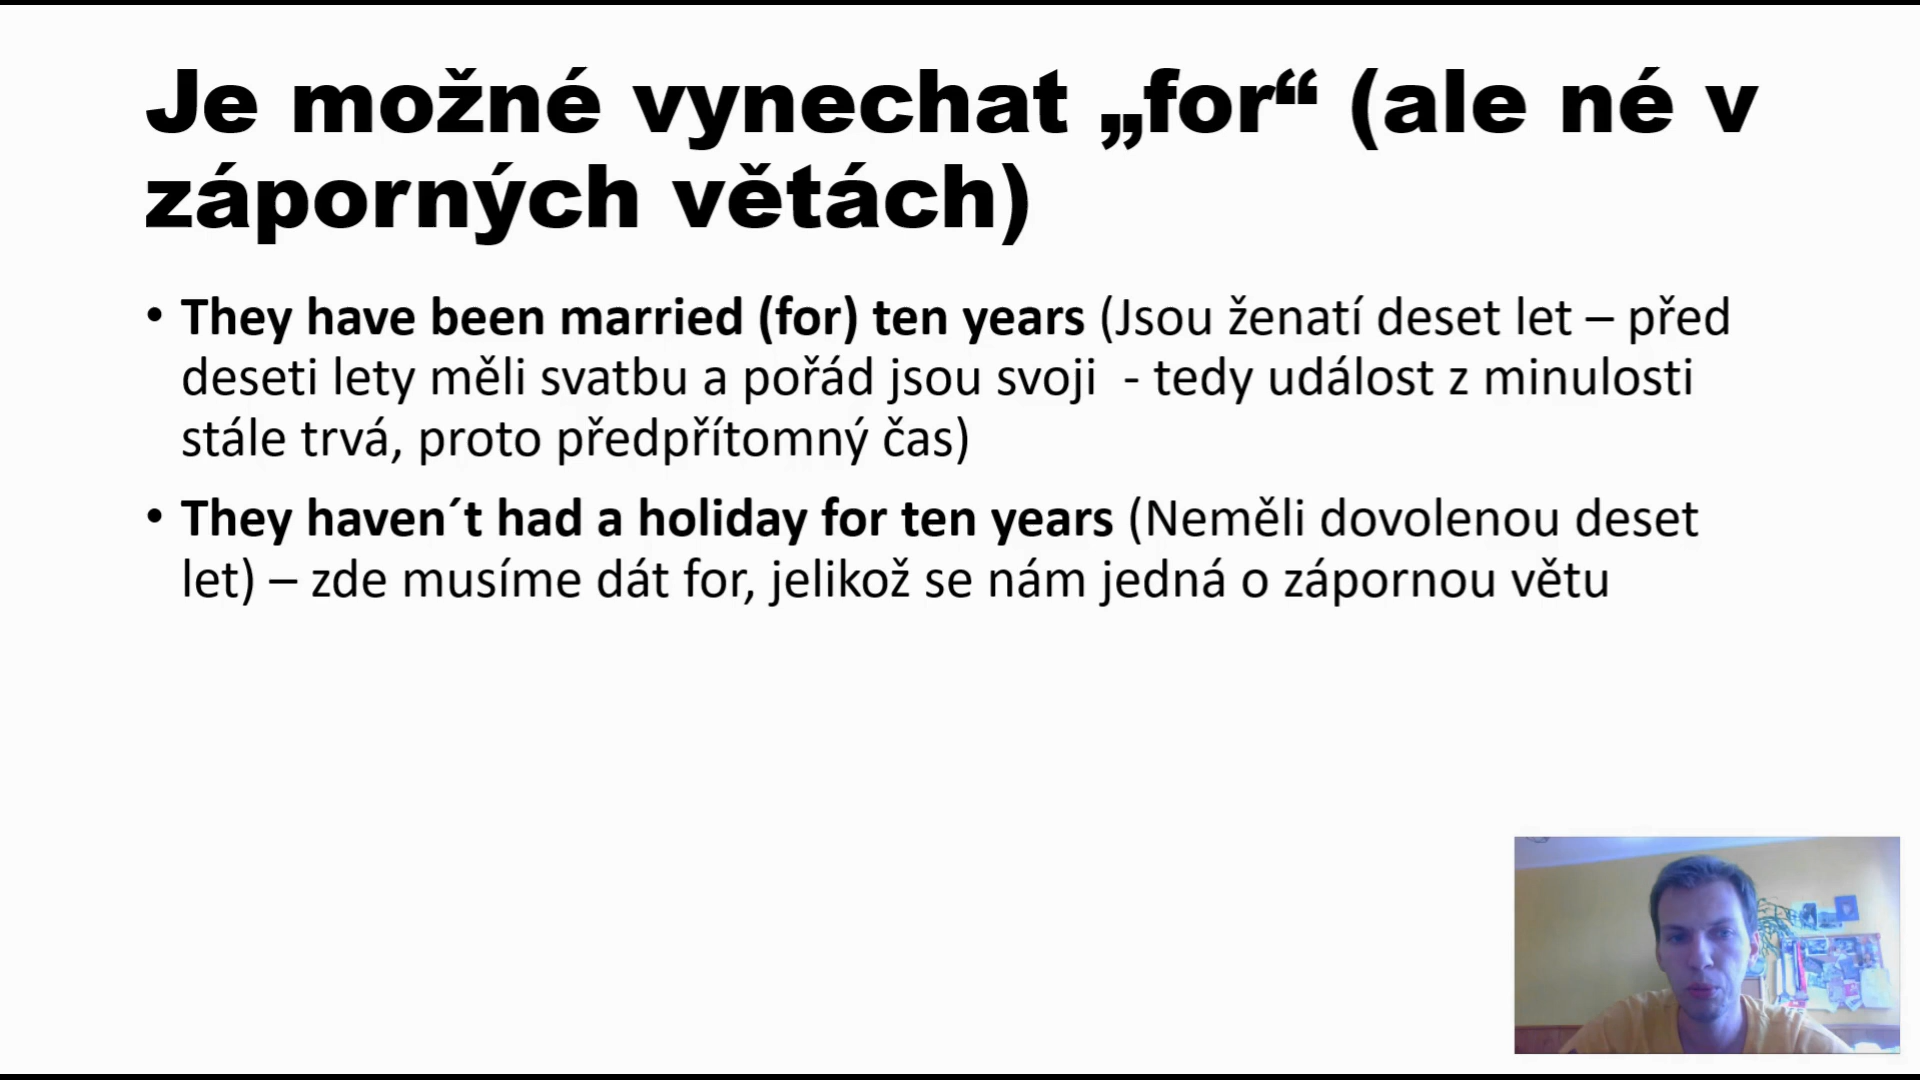 Je možné vynechat „for“ (ale né v
záporných větách)
• They have been married (for) ten years (Jsou ženatí deset let – před
deseti lety měli svatbu a pořád jsou svoji  - tedy událost z minulosti
stále trvá, proto předpřítomný čas)
• They haven´t had a holiday for ten years (Neměli dovolenou deset
let) – zde musíme dát for, jelikož se nám jedná o zápornou větu